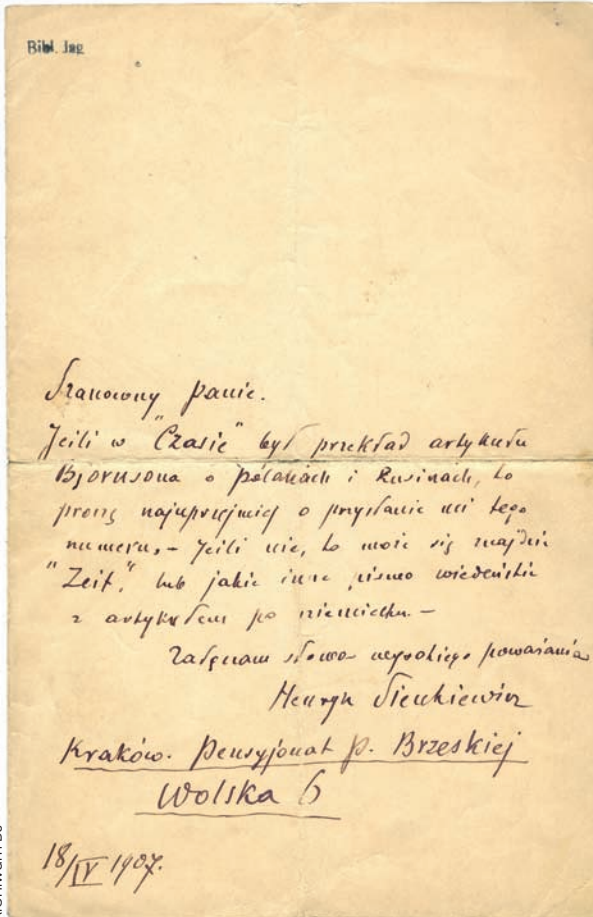 Bibl. Jag
Szanowny Panie.
Jeśli w "Czasie" był przekład artykułu
Bjornsona o Polakach i Rusinach, to
proszę najuprzejmiej o przysłanie mi tego
numeru. – Jeśli nie, to może się znajdzie
"Zeit", lub jakie inne pismo wiedeńskie
z artykułem po niemiecku. –
Załączam słowa wysokiego poważania
Henryk Sienkiewicz
Kraków. Pensyjonat p. Brzeskiej
Wolska 6
18/IV 1907.